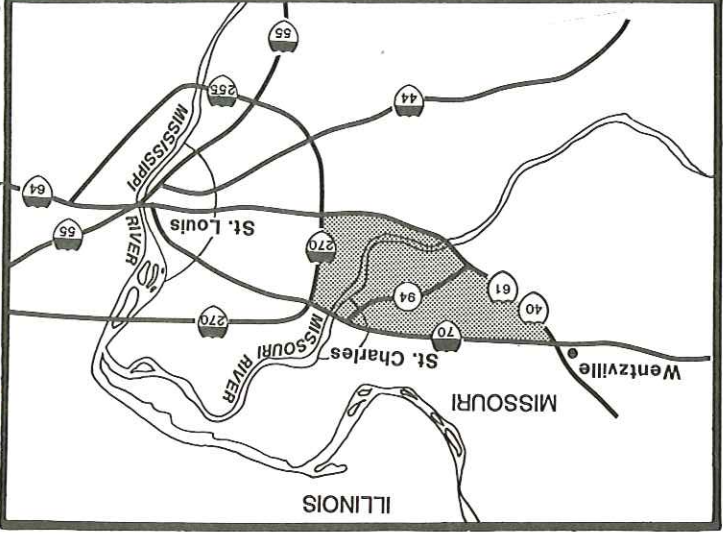 ILLINOIS
MISSOURI
Wentzville
St. Charles
70
MISSOURI RIVER
270
40
61
94
270
St. Louis
55
64
MISSISSIPPI RIVER
44
255
55